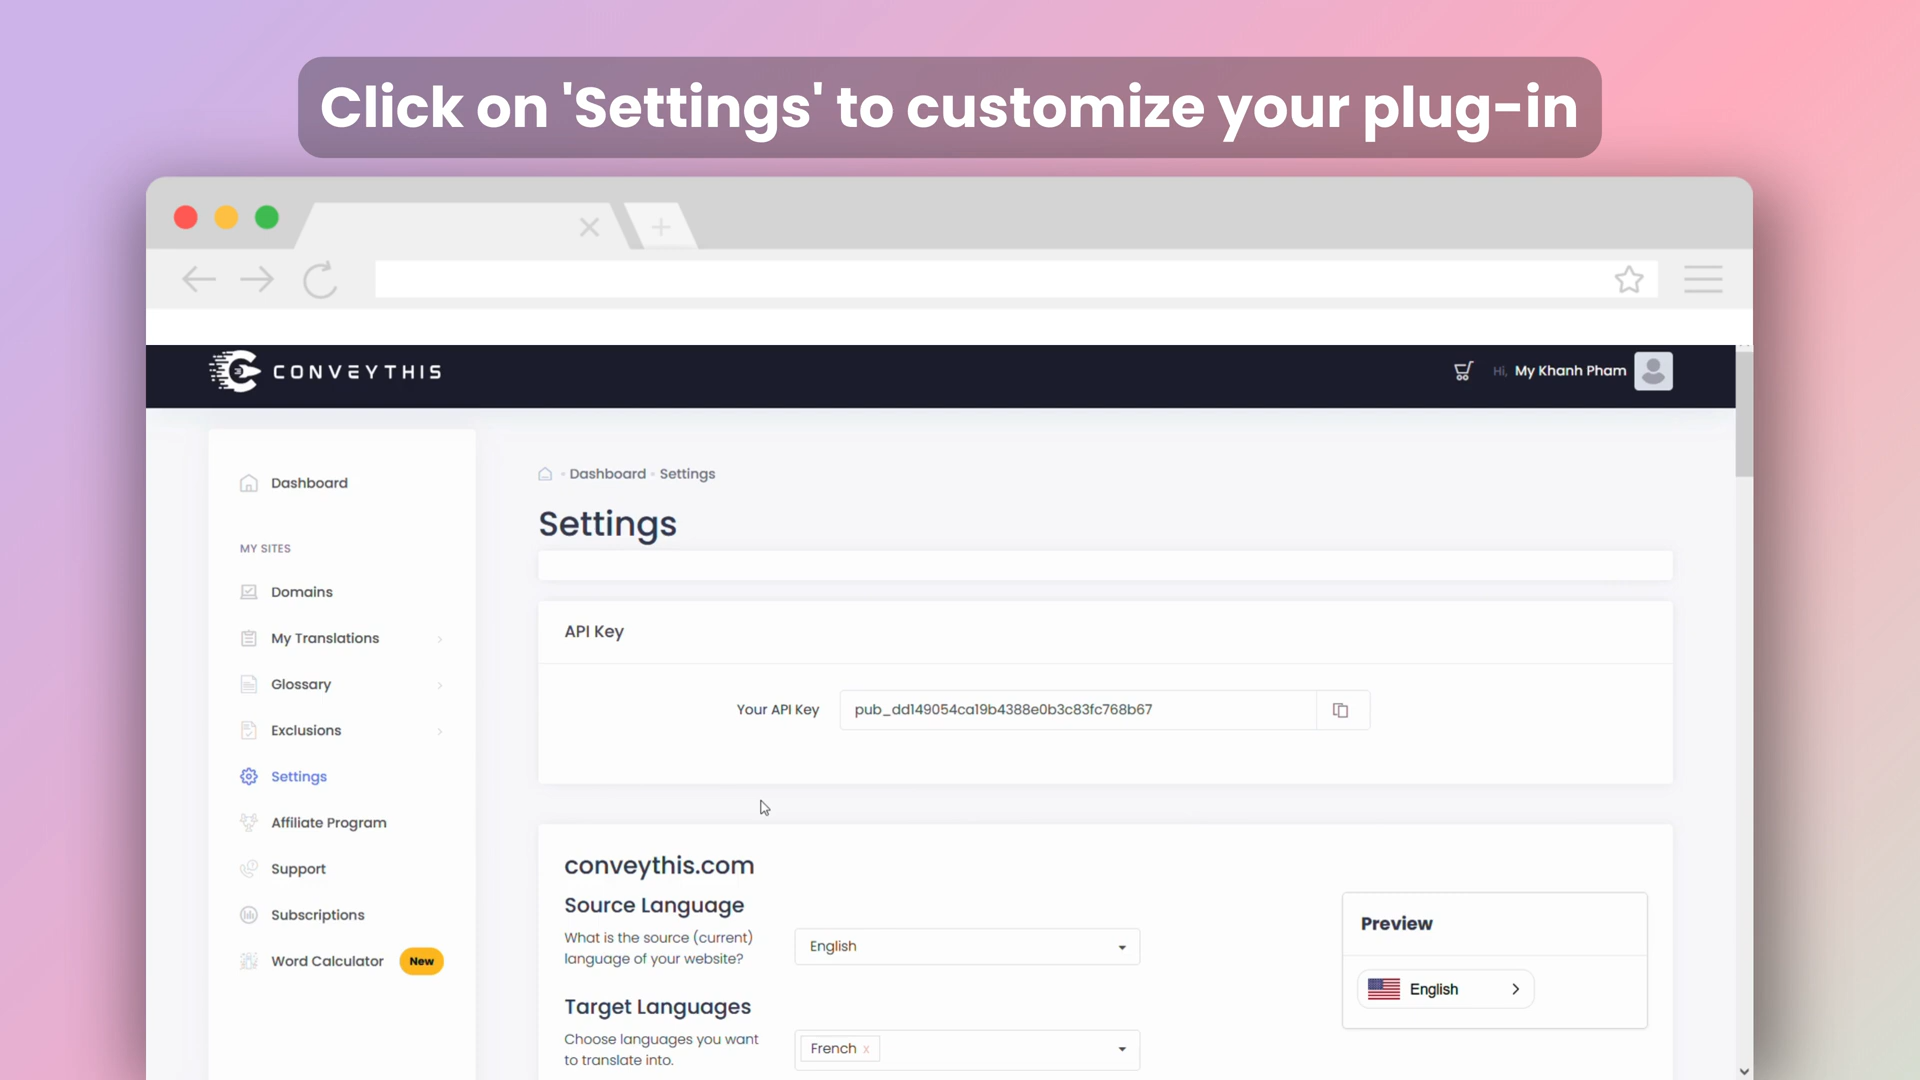 Click on 'Settings' to customize your plug-in
CONVEYTHIS
Hi, My Khanh Pham
Dashboard
MY SITES
Domains
My Translations
Glossary
Exclusions
Settings
Affiliate Program
Support
Subscriptions
Word Calculator New
Dashboard Settings
Settings
API Key
Your API Key pub_dd149054ca19b4388e0b3c83fc768b67
conveythis.com
Source Language
What is the source (current)
language of your website?
English
Target Languages
Choose languages you want
to translate into.
French x
Preview
English